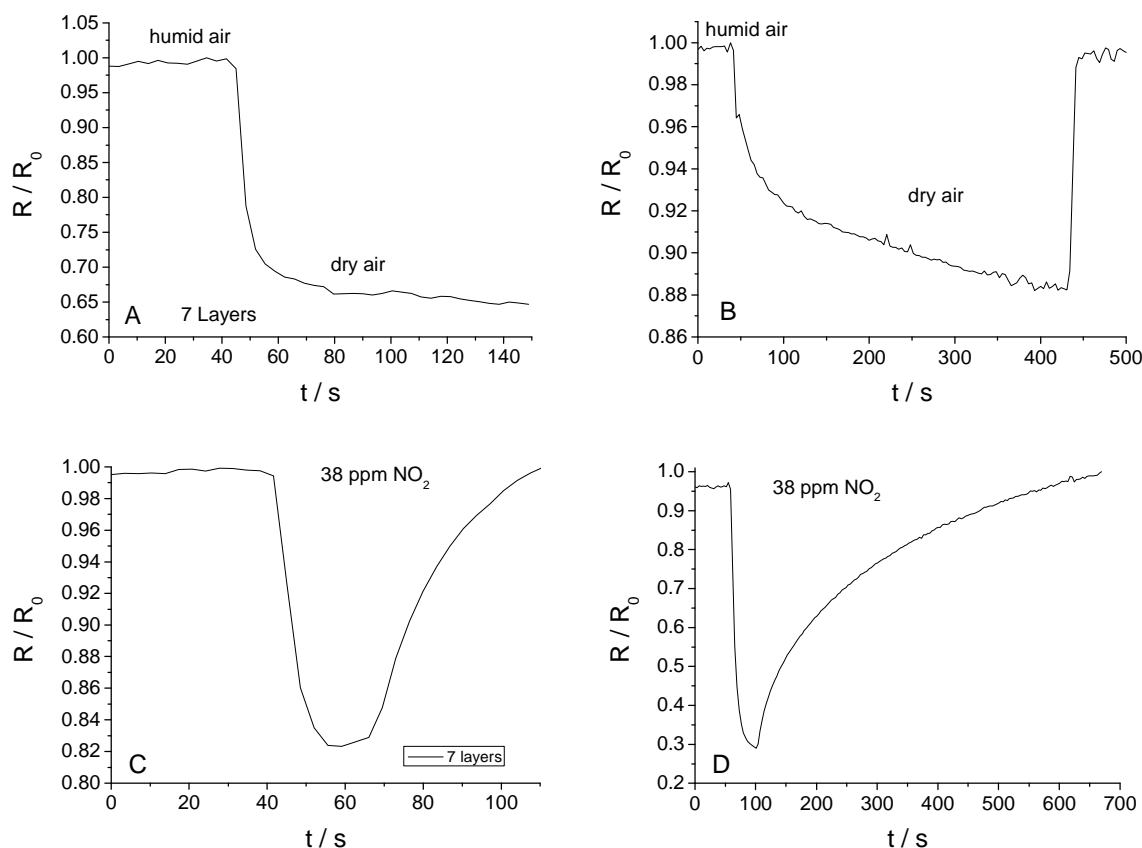 humid air
dry air
A
7 Layers
1.05
1.00
0.95
0.90
0.85
0.80
0.75
0.70
0.65
0.60
R / R0
0 20 40 60 80 100 120 140
t / s
humid air
dry air
B
1.00
0.96
0.92
0.88
0.86
R / R0
0 100 200 300 400 500
t / s
38 ppm NO2
C
7 layers
1.00
0.98
0.96
0.94
0.92
0.90
0.88
0.86
0.84
0.82
0.80
R / R0
0 20 40 60 80 100
t / s
38 ppm NO2
D
1.0
0.9
0.8
0.7
0.6
0.5
0.4
0.3
0.2
R / R0
0 100 200 300 400 500 600 700
t / s